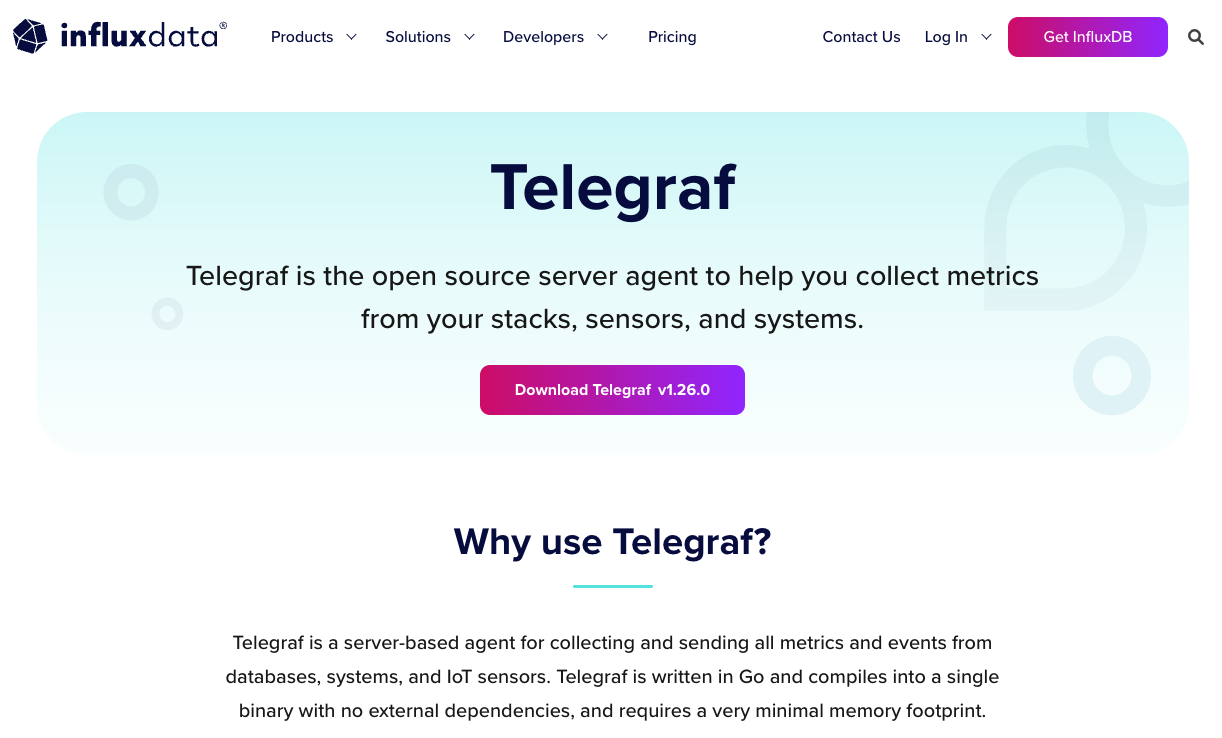 influxdata®
Products
Solutions
Developers
Pricing
Contact Us
Log In
Get InfluxDB
Telegraf
Telegraf is the open source server agent to help you collect metrics
from your stacks, sensors, and systems.
Download Telegraf v1.26.0
Why use Telegraf?
Telegraf is a server-based agent for collecting and sending all metrics and events from
databases, systems, and IoT sensors. Telegraf is written in Go and compiles into a single
binary with no external dependencies, and requires a very minimal memory footprint.